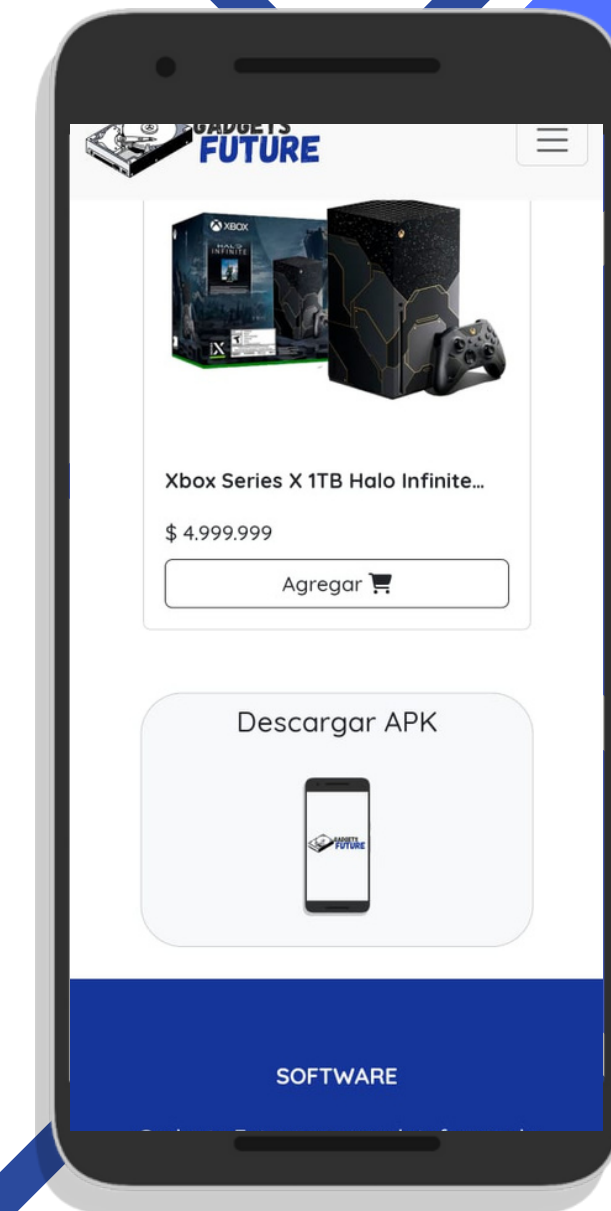 GADGETS
FUTURE
XBOX
HALO
INFINITE
Xbox Series X 1TB Halo Infinite...
$ 4.999.999
Agregar
Descargar APK
GADGETS
FUTURE
SOFTWARE